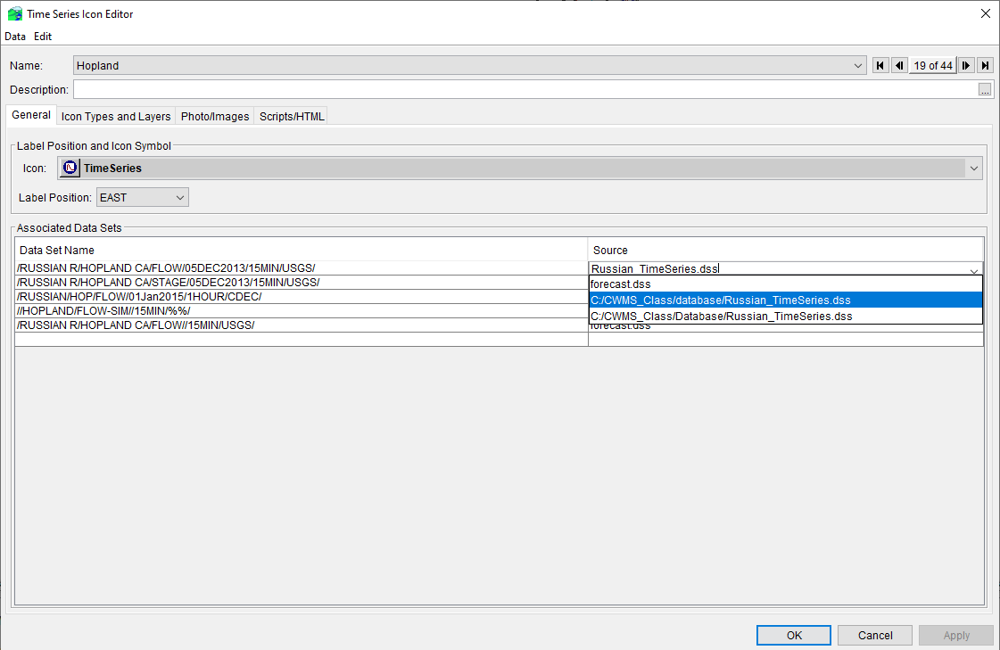 Time Series Icon Editor
Data Edit
Name: Hopland 19 of 44
Description: ...
General Icon Types and Layers Photo/Images Scripts/HTML
Label Position and Icon Symbol
Icon: TimeSeries
Label Position: EAST
Associated Data Sets
Data Set Name Source
/RUSSIAN R/HOPLAND CA/FLOW/05DEC2013/15MIN/USGS/ Russian_TimeSeries.dss
/RUSSIAN R/HOPLAND CA/STAGE/05DEC2013/15MIN/USGS/ forecast.dss
/RUSSIAN/HOP/FLOW/01Jan2015/1HOUR/CDEC/ C:/CWMS_Class/database/Russian_TimeSeries.dss
//HOPLAND/FLOW-SIM//15MIN/%%/ C:/CWMS_Class/Database/Russian_TimeSeries.dss
/RUSSIAN R/HOPLAND CA/FLOW//15MIN/USGS/ forecast.dss
OK Cancel Apply